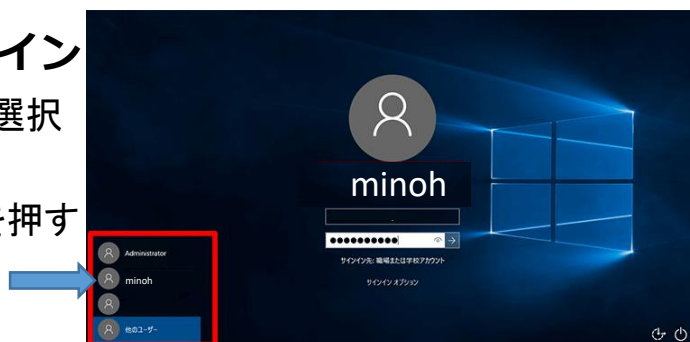 イン
選択
を押す
minoh
●●●●●●●●●●
サインイン先: 職場または学校アカウント
サインイン オプション
Administrator
minoh
他のユーザー